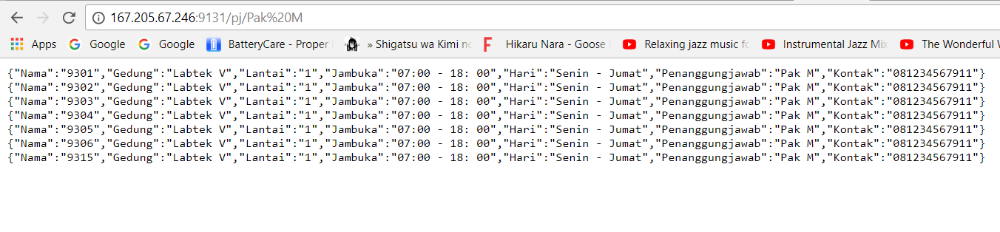 167.205.67.246:9131/pj/Pak%20M
Apps Google Google BatteryCare - Proper » Shigatsu wa Kimi no Hikaru Nara - Goose Relaxing jazz music fo Instrumental Jazz Mix The Wonderful W
{"Nama":"9301","Gedung":"Labtek V","Lantai":"1","Jambuka":"07:00 - 18: 00","Hari":"Senin - Jumat","Penanggungjawab":"Pak M","Kontak":"081234567911"}
{"Nama":"9302","Gedung":"Labtek V","Lantai":"1","Jambuka":"07:00 - 18: 00","Hari":"Senin - Jumat","Penanggungjawab":"Pak M","Kontak":"081234567911"}
{"Nama":"9303","Gedung":"Labtek V","Lantai":"1","Jambuka":"07:00 - 18: 00","Hari":"Senin - Jumat","Penanggungjawab":"Pak M","Kontak":"081234567911"}
{"Nama":"9304","Gedung":"Labtek V","Lantai":"1","Jambuka":"07:00 - 18: 00","Hari":"Senin - Jumat","Penanggungjawab":"Pak M","Kontak":"081234567911"}
{"Nama":"9305","Gedung":"Labtek V","Lantai":"1","Jambuka":"07:00 - 18: 00","Hari":"Senin - Jumat","Penanggungjawab":"Pak M","Kontak":"081234567911"}
{"Nama":"9306","Gedung":"Labtek V","Lantai":"1","Jambuka":"07:00 - 18: 00","Hari":"Senin - Jumat","Penanggungjawab":"Pak M","Kontak":"081234567911"}
{"Nama":"9315","Gedung":"Labtek V","Lantai":"1","Jambuka":"07:00 - 18: 00","Hari":"Senin - Jumat","Penanggungjawab":"Pak M","Kontak":"081234567911"}